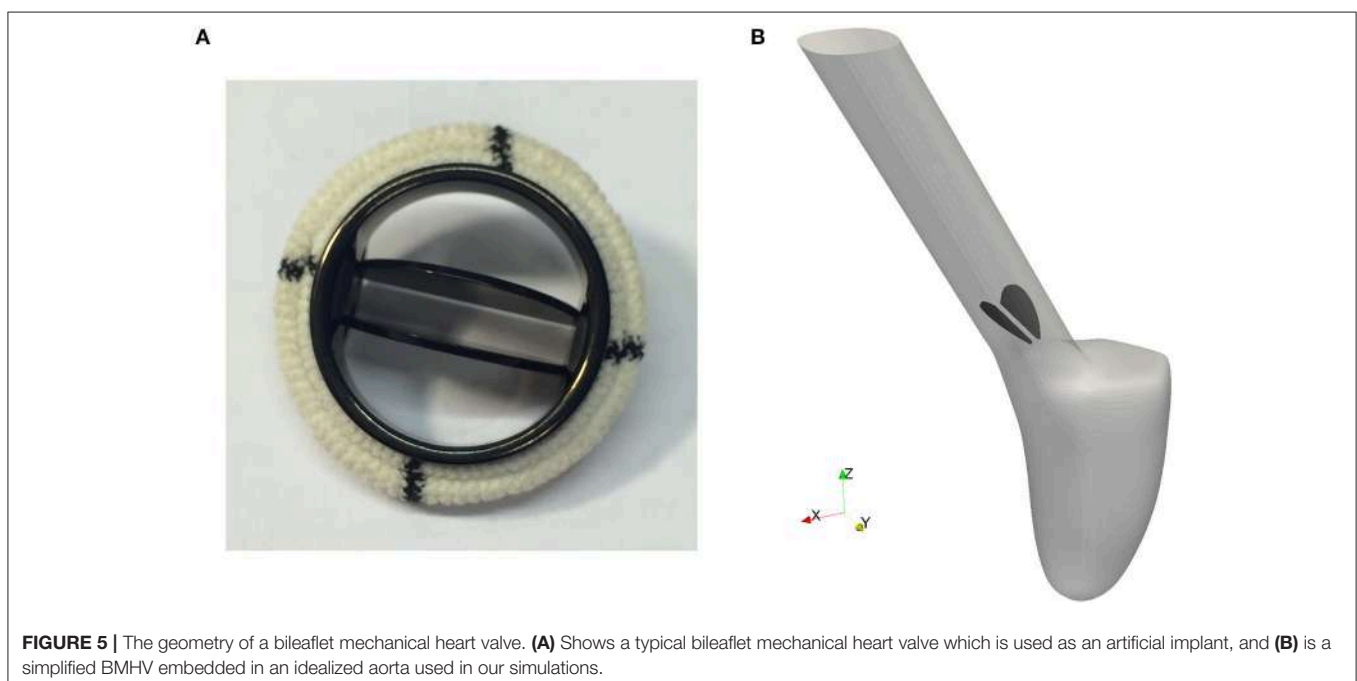 A
B
Z
X
Y
FIGURE 5 | The geometry of a bileaflet mechanical heart valve. (A) Shows a typical bileaflet mechanical heart valve which is used as an artificial implant, and (B) is a
simplified BMHV embedded in an idealized aorta used in our simulations.